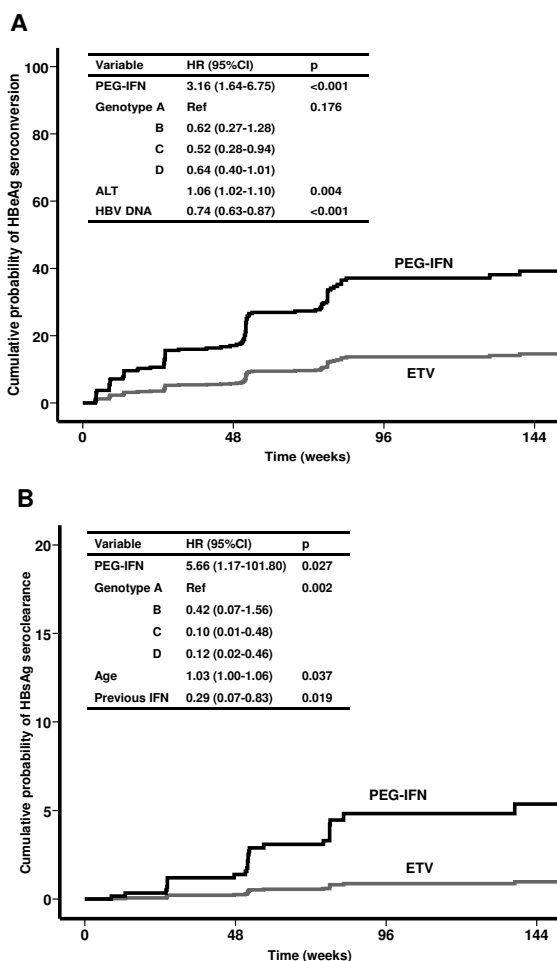 A
Cumulative probability of HBeAg seroconversion
100
80
60
40
20
0
Variable HR (95%CI) p
PEG-IFN 3.16 (1.64-6.75) <0.001
Genotype A Ref 0.176
B 0.62 (0.27-1.28)
C 0.52 (0.28-0.94)
D 0.64 (0.40-1.01)
ALT 1.06 (1.02-1.10) 0.004
HBV DNA 0.74 (0.63-0.87) <0.001
PEG-IFN
ETV
0 48 96 144
Time (weeks)
B
Cumulative probability of HBsAg seroclearance
20
15
10
5
0
Variable HR (95%CI) p
PEG-IFN 5.66 (1.17-101.80) 0.027
Genotype A Ref 0.002
B 0.42 (0.07-1.56)
C 0.10 (0.01-0.48)
D 0.12 (0.02-0.46)
Age 1.03 (1.00-1.06) 0.037
Previous IFN 0.29 (0.07-0.83) 0.019
PEG-IFN
ETV
0 48 96 144
Time (weeks)